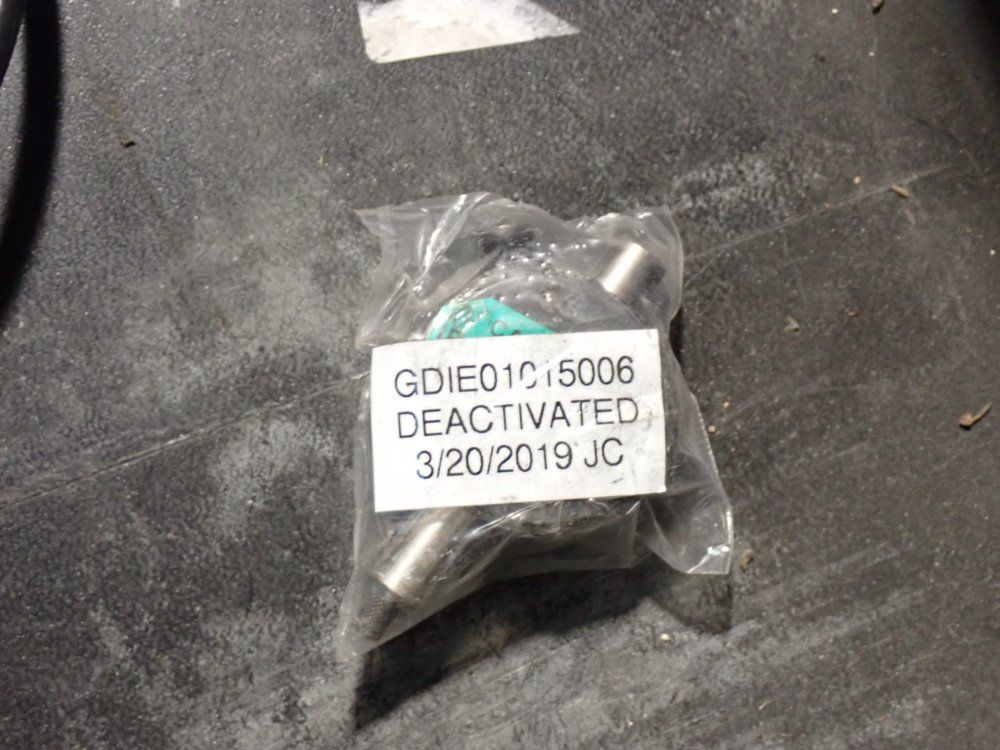 GDIE01015006
DEACTIVATED
3/20/2019 JC